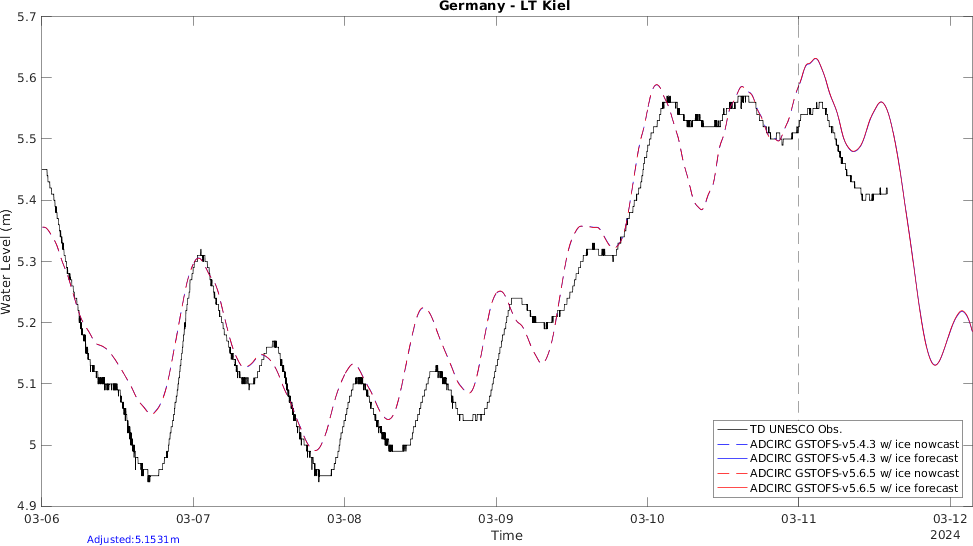 Germany - LT Kiel
5.7
5.6
5.5
5.4
5.3
5.2
5.1
5
4.9
Water Level (m)
03-06
03-07
03-08
03-09
03-10
03-11
03-12
2024
Time
Adjusted:5.1531m
TD UNESCO Obs.
ADCIRC GSTOFS-v5.4.3 w/ ice nowcast
ADCIRC GSTOFS-v5.4.3 w/ ice forecast
ADCIRC GSTOFS-v5.6.5 w/ ice nowcast
ADCIRC GSTOFS-v5.6.5 w/ ice forecast